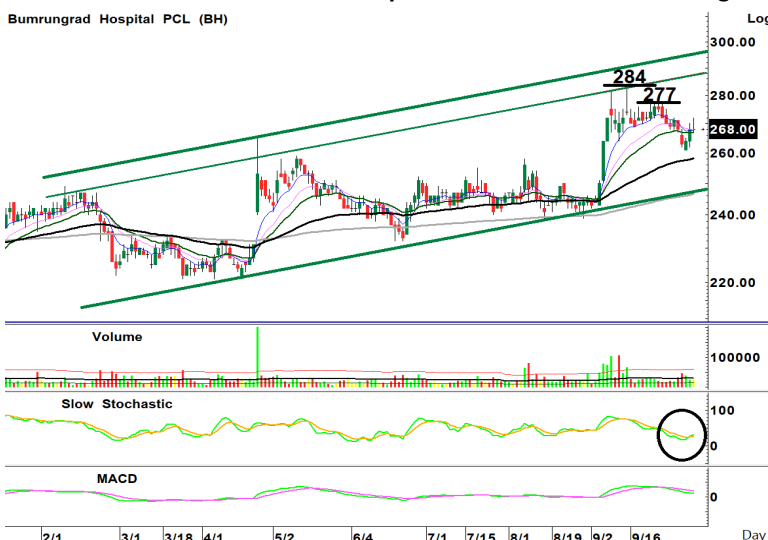 Bumrungrad Hospital PCL (BH)
300.00
284
280.00
277
268.00
260.00
240.00
220.00
Volume
100000
Slow Stochastic
100
0
MACD
0
2/1 3/1 3/18 4/1 5/2 6/4 7/1 7/15 8/1 8/19 9/2 9/16 Day